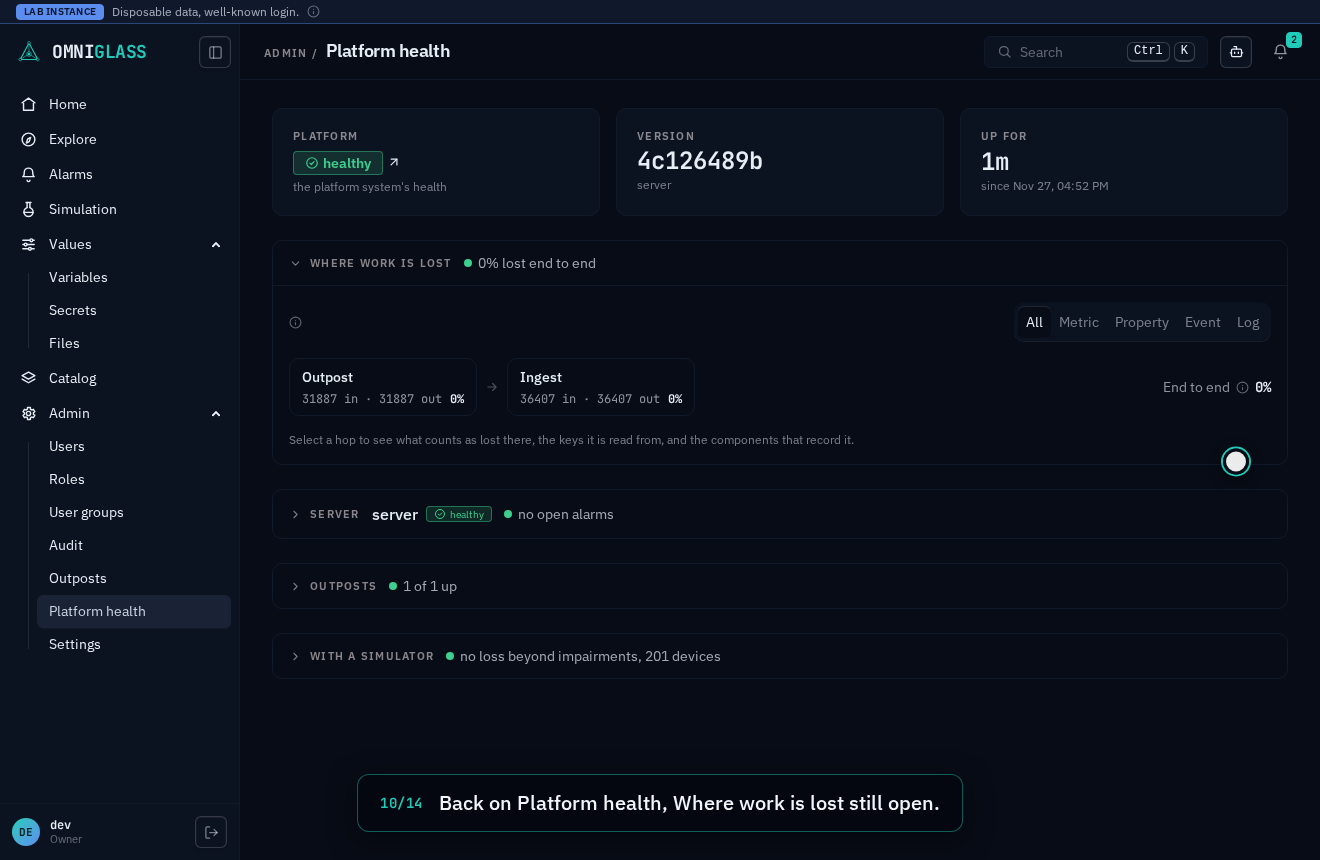 LAB INSTANCE Disposable data, well-known login.
OMNIGLASS
ADMIN / Platform health
Search Ctrl K
2
Home
Explore
Alarms
Simulation
Values
Variables
Secrets
Files
Catalog
Admin
Users
Roles
User groups
Audit
Outposts
Platform health
Settings
dev
DE
Owner
PLATFORM
healthy
the platform system's health
VERSION
4c126489b
server
UP FOR
1m
since Nov 27, 04:52 PM
WHERE WORK IS LOST 0% lost end to end
All Metric Property Event Log
Outpost
31887 in · 31887 out 0%
→
Ingest
36407 in · 36407 out 0%
End to end 0%
Select a hop to see what counts as lost there, the keys it is read from, and the components that record it.
SERVER server healthy no open alarms
OUTPOSTS 1 of 1 up
WITH A SIMULATOR no loss beyond impairments, 201 devices
10/14 Back on Platform health, Where work is lost still open.